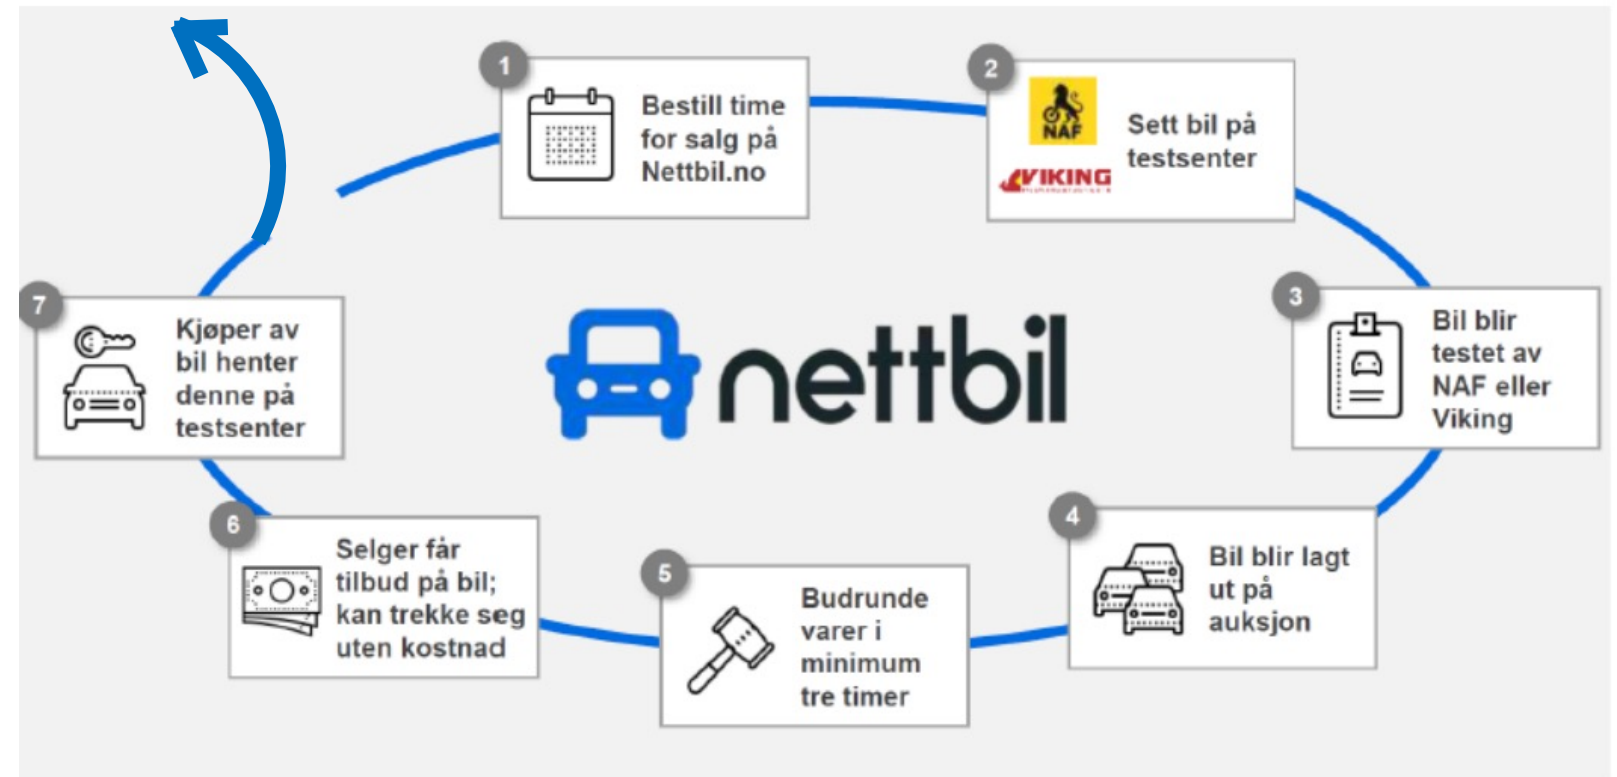 1
Bestill time
for salg på
Nettbil.no
2
NAF
VIKING
Sett bil på
testsenter
3
Bil blir
testet av
NAF eller
Viking
4
Bil blir lagt
ut på
auksjon
5
Budrunde
varer i
minimum
tre timer
6
Selger får
tilbud på bil;
kan trekke seg
uten kostnad
7
Kjøper av
bil henter
denne på
testsenter
nettbil